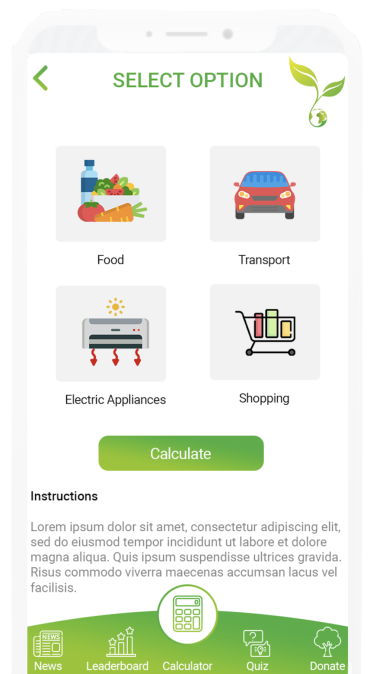 SELECT OPTION
Food
Transport
Electric Appliances
Shopping
Calculate
Instructions
Lorem ipsum dolor sit amet, consectetur adipiscing elit,
sed do eiusmod tempor incididunt ut labore et dolore
magna aliqua. Quis ipsum suspendisse ultrices gravida.
Risus commodo viverra maecenas accumsan lacus vel
facilisis.
NEWS
News
Leaderboard
Calculator
Quiz
Donate